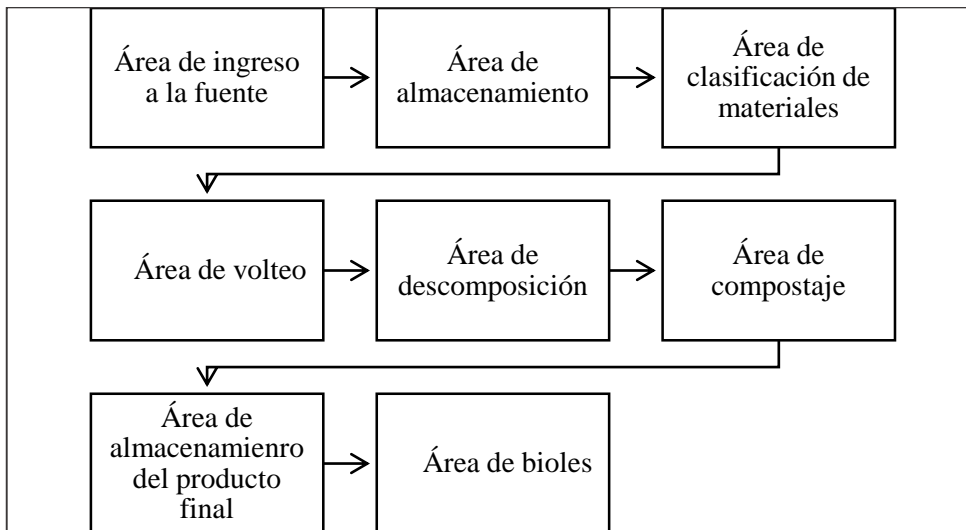 Área de ingreso
a la fuente
Área de
almacenamiento
Área de
clasificación de
materiales
Área de volteo
Área de
descomposición
Área de
compostaje
Área de
almacenamienro
del producto
final
Área de bioles